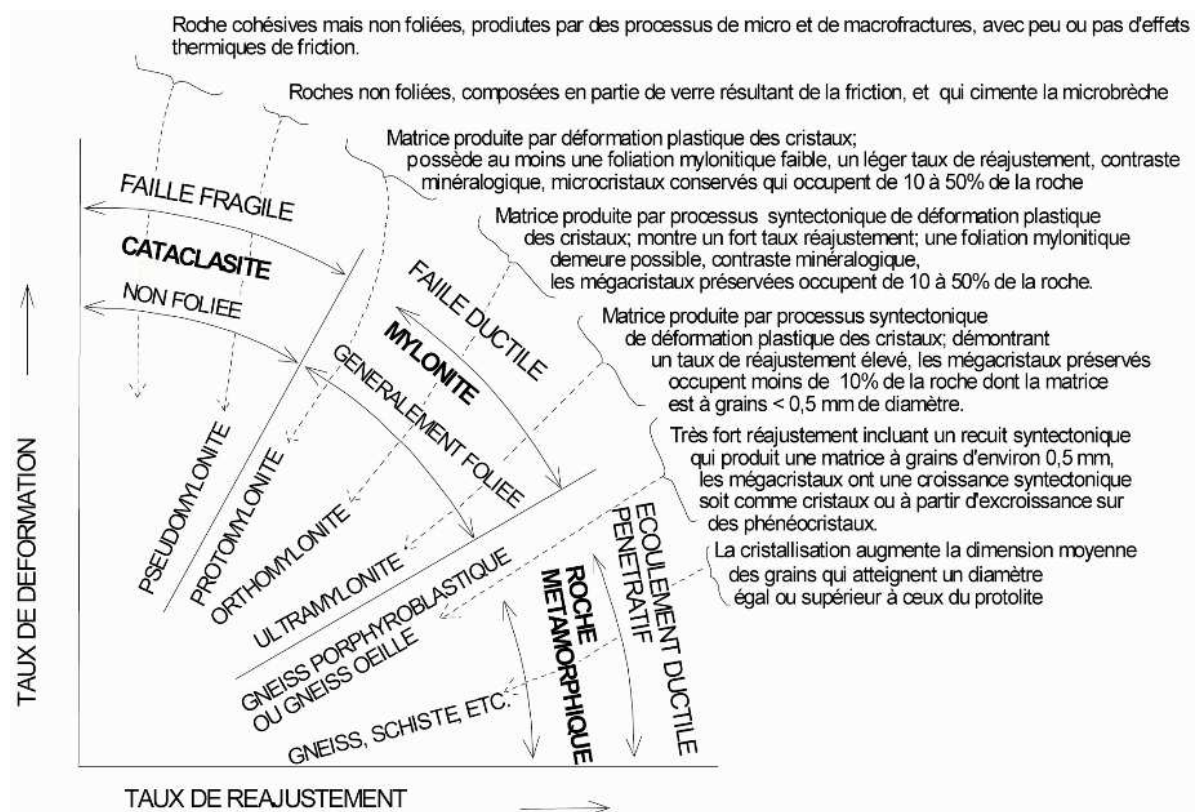 Roche cohésives mais non foliées, prodiutes par des processus de micro et de macrofractures, avec peu ou pas d'effets
thermiques de friction.
Roches non foliées, composées en partie de verre résultant de la friction, et qui cimente la microbrèche
Matrice produite par déformation plastique des cristaux;
possède au moins une foliation mylonitique faible, un léger taux de réajustement, contraste
minéralogique, microcristaux conservés qui occupent de 10 à 50% de la roche
Matrice produite par processus syntectonique de déformation plastique
des cristaux; montre un fort taux réajustement; une foliation mylonitique
demeure possible, contraste minéralogique,
les mégacristaux préservées occupent de 10 à 50% de la roche.
Matrice produite par processus syntectonique
de déformation plastique des cristaux; démontrant
un taux de réajustement élevé, les mégacristaux préservés
occupent moins de 10% de la roche dont la matrice
est à grains < 0,5 mm de diamètre.
Très fort réajustement incluant un recuit syntectonique
qui produit une matrice à grains d'environ 0,5 mm,
les mégacristaux ont une croissance syntectonique
soit comme cristaux ou à partir d'excroissance sur
des phénéocristaux.
La cristallisation augmente la dimension moyenne
des grains qui atteignent un diamètre
égal ou supérieur à ceux du protolite
FAILLE FRAGILE
CATACLASITE
NON FOLIEE
FAILE DUCTILE
MYLONITE
GENERALEMENT FOLIEE
ECOULEMENT DUCTILE
PENETRATIF
ROCHE
METAMORPHIQUE
PSEUDOMYLONITE
PROTOMYLONITE
ORTHOMYLONITE
ULTRAMYLONITE
GNEISS PORPHYROBLASTIQUE
OU GNEISS OEILLE
GNEISS, SCHISTE, ETC.
TAUX DE DEFORMATION
TAUX DE REAJUSTEMENT